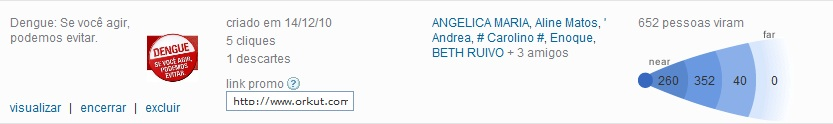 Dengue: Se você agir,
podemos evitar.
DENGUE
SE VOCÊ AGIR,
PODEMOS
EVITAR.
visualizar | encerrar | excluir
criado em 14/12/10
5 cliques
1 descartes
link promo ?
http://www.orkut.com
ANGELICA MARIA, Aline Matos, '
Andrea, # Carolino #, Enoque,
BETH RUIVO + 3 amigos
652 pessoas viram
far
near
260 352 40 0